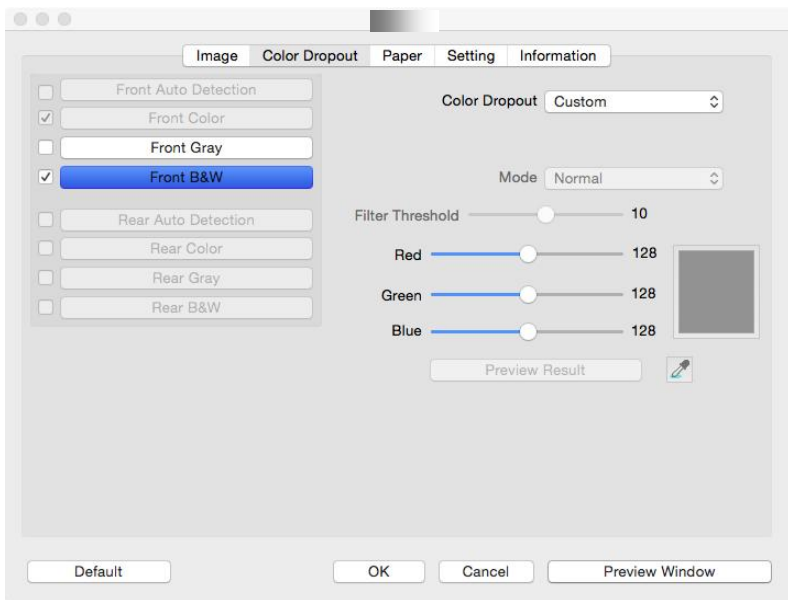 Image Color Dropout Paper Setting Information
Front Auto Detection
Front Color
Front Gray
Front B&W
Rear Auto Detection
Rear Color
Rear Gray
Rear B&W
Color Dropout Custom
Mode Normal
Filter Threshold 10
Red 128
Green 128
Blue 128
Preview Result
Default OK Cancel Preview Window